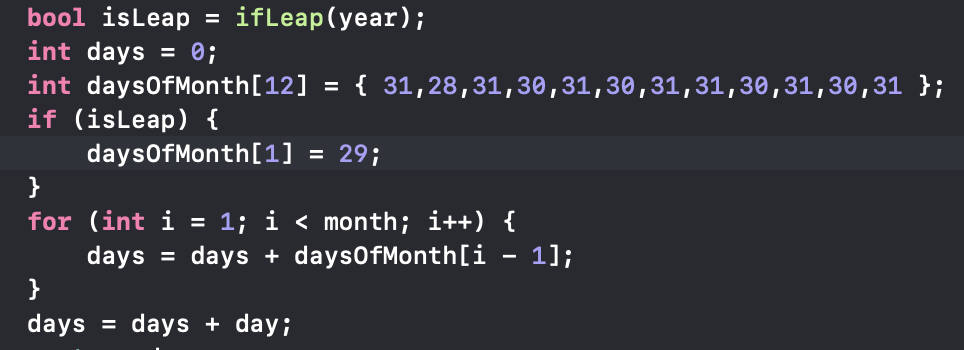 bool isLeap = ifLeap(year);
int days = 0;
int daysOfMonth[12] = { 31,28,31,30,31,30,31,31,30,31,30,31 };
if (isLeap) {
    daysOfMonth[1] = 29;
}
for (int i = 1; i < month; i++) {
    days = days + daysOfMonth[i - 1];
}
days = days + day;